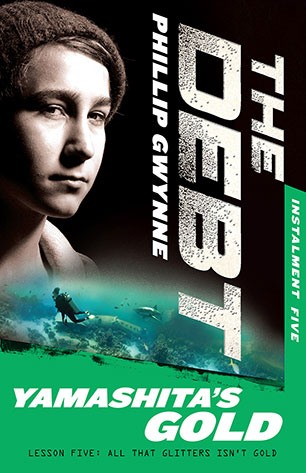 THE
DEBT
PHILLIP GWYNNE
INSTALMENT FIVE
YAMASHITA'S
GOLD
LESSON FIVE: ALL THAT GLITTERS ISN'T GOLD